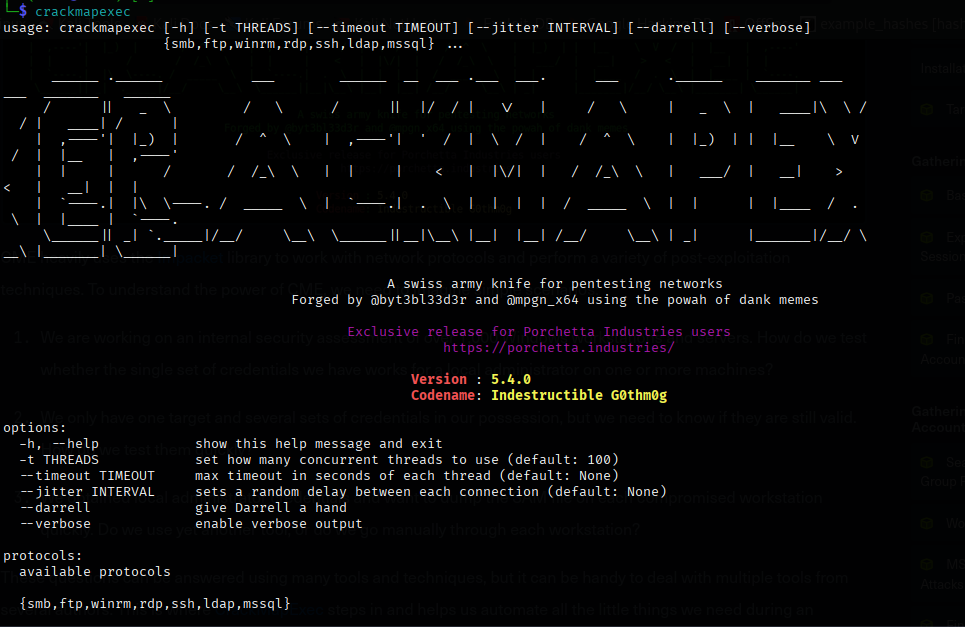 └─$ crackmapexec
usage: crackmapexec [-h] [-t THREADS] [--timeout TIMEOUT] [--jitter INTERVAL] [--darrell] [--verbose]
{smb,ftp,winrm,rdp,ssh,ldap,mssql} ...
A swiss army knife for pentesting networks
Forged by @byt3bl33d3r and @mpgn_x64 using the powah of dank memes
Exclusive release for Porchetta Industries users
https://porchetta.industries/
Version : 5.4.0
Codename: Indestructible G0thm0g
options:
-h, --help show this help message and exit
-t THREADS set how many concurrent threads to use (default: 100)
--timeout TIMEOUT max timeout in seconds of each thread (default: None)
--jitter INTERVAL sets a random delay between each connection (default: None)
--darrell give Darrell a hand
--verbose enable verbose output
protocols:
available protocols
{smb,ftp,winrm,rdp,ssh,ldap,mssql}